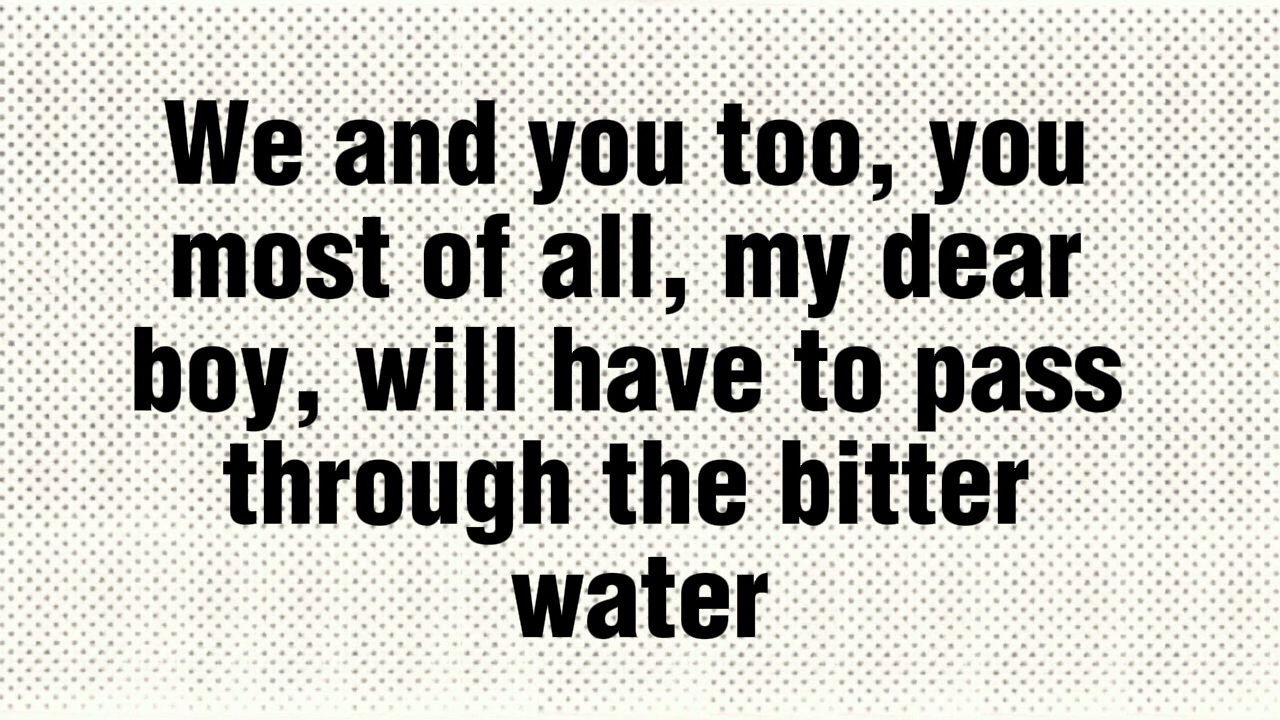 We and you too, you
most of all, my dear
boy, will have to pass
through the bitter
water